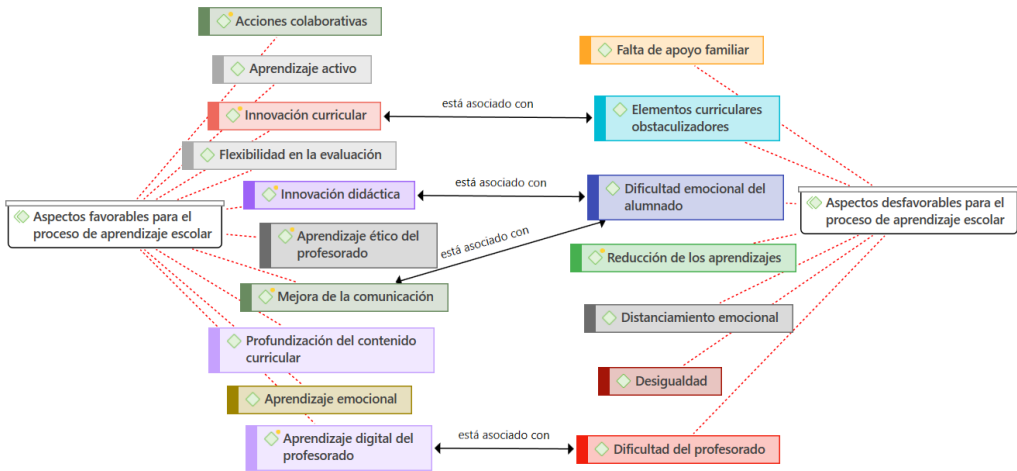 Acciones colaborativas
Falta de apoyo familiar
Aprendizaje activo
está asociado con
Innovación curricular
Elementos curriculares
obstaculizadores
Flexibilidad en la evaluación
está asociado con
Innovación didáctica
Dificultad emocional del
alumnado
Aspectos favorables para el
proceso de aprendizaje escolar
Aspectos desfavorables para el
proceso de aprendizaje escolar
Aprendizaje ético del
profesorado
está asociado con
Reducción de los aprendizajes
Mejora de la comunicación
Distanciamiento emocional
Profundización del contenido
curricular
Desigualdad
Aprendizaje emocional
Aprendizaje digital del
profesorado
está asociado con
Dificultad del profesorado